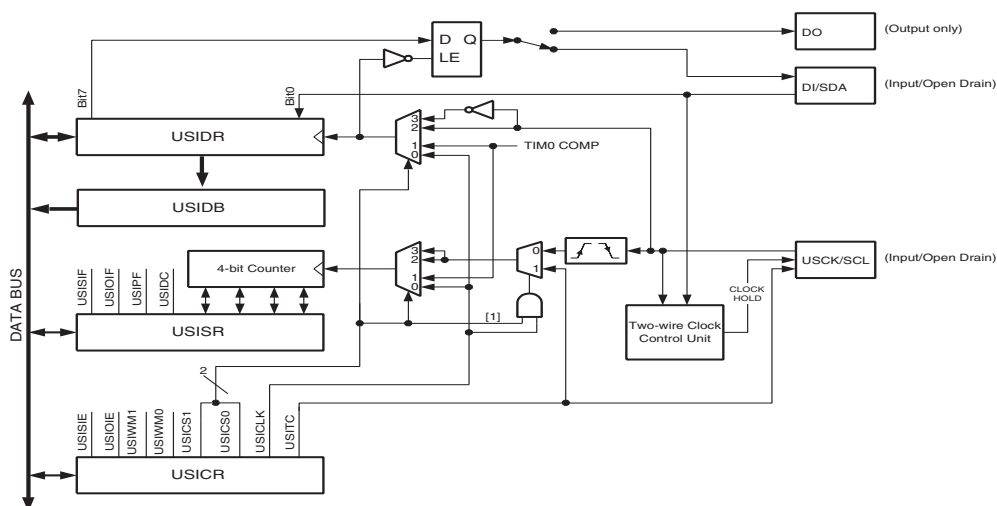 DO
(Output only)
D Q
LE
DI/SDA
(Input/Open Drain)
Bit7
Bit0
USIDR
3
2
1
0
TIM0 COMP
USIDB
3
2
1
0
0
1
USCK/SCL
(Input/Open Drain)
4-bit Counter
USISIF
USIOIF
USIPF
USIDC
CLOCK
HOLD
[1]
USISR
Two-wire Clock
Control Unit
DATA BUS
2
USISIE
USIOIE
USIWM1
USIWM0
USICS1
USICS0
USICLK
USITC
USICR